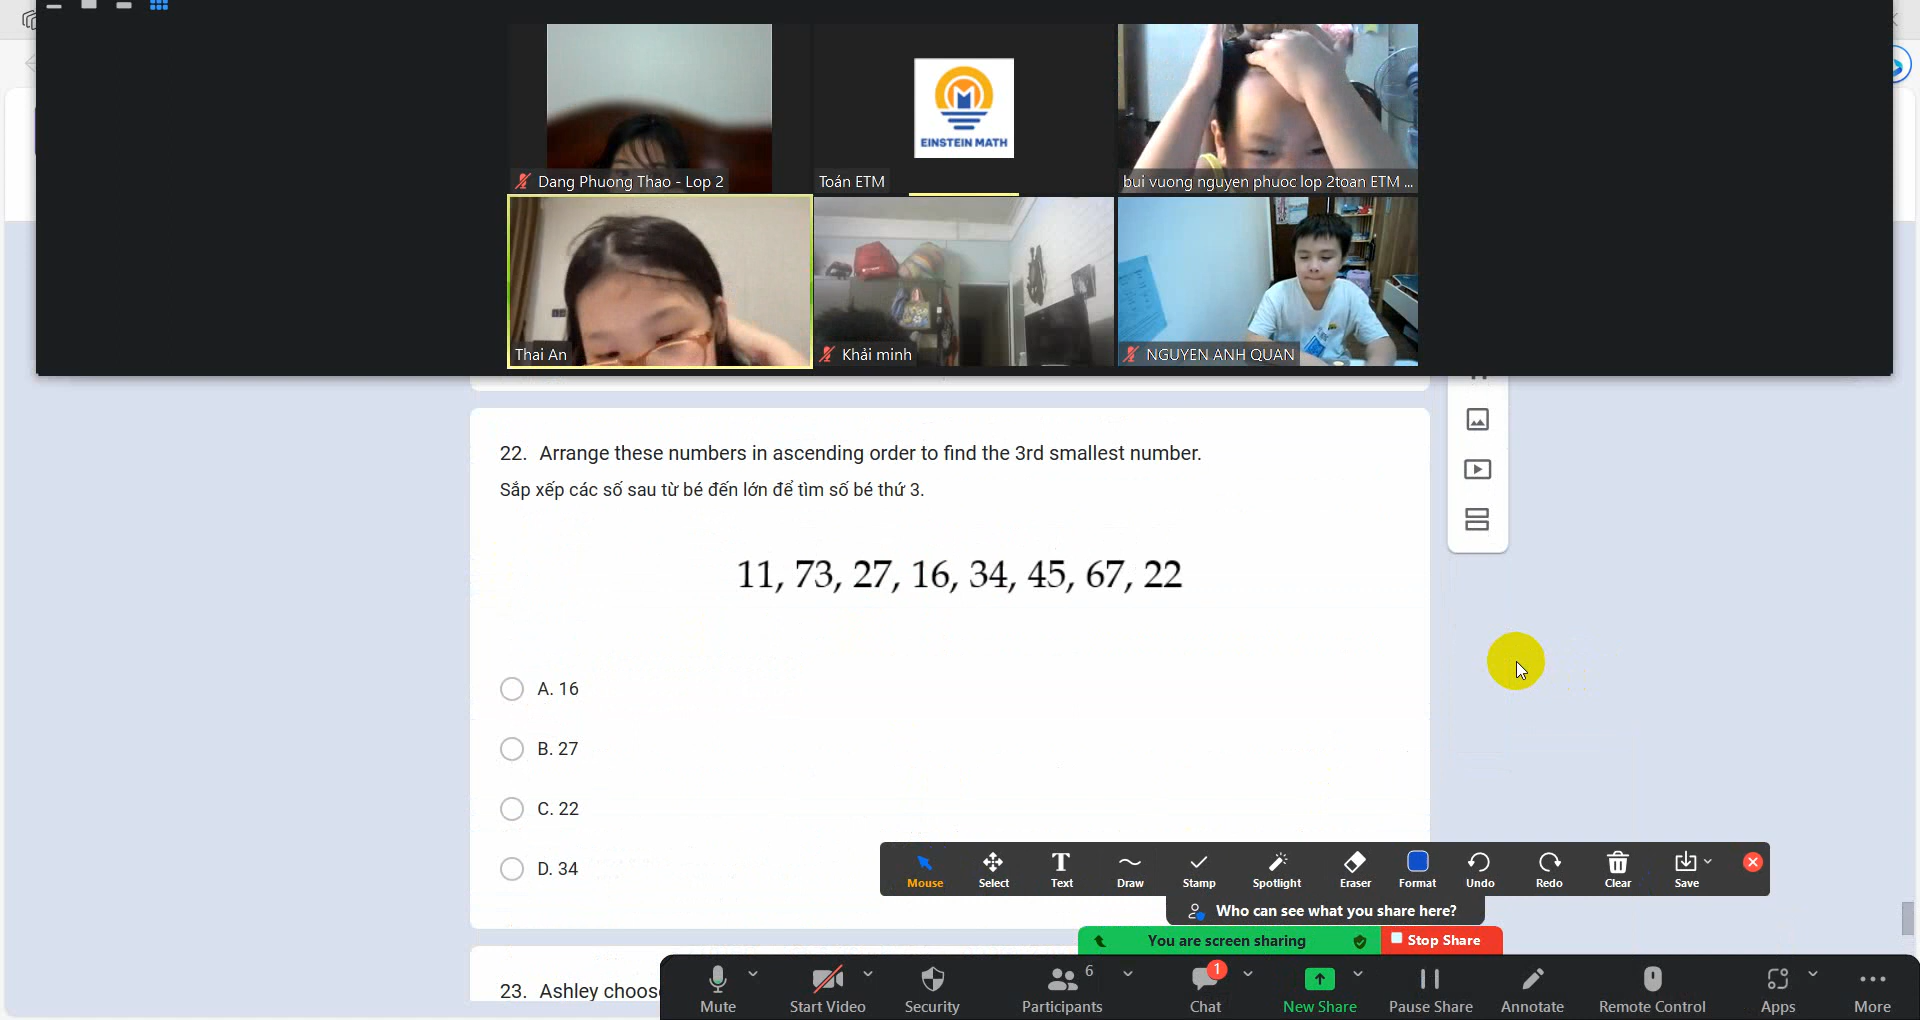 EINSTEIN MATH
Dang Phuong Thao - Lop 2
Toán ETM
bui vuong nguyen phuoc lop 2toan ETM ...
Thai An
Khải minh
NGUYEN ANH QUAN
22. Arrange these numbers in ascending order to find the 3rd smallest number.
Sắp xếp các số sau từ bé đến lớn để tìm số bé thứ 3.
11, 73, 27, 16, 34, 45, 67, 22
A. 16
B. 27
C. 22
D. 34
Mouse Select Text Draw Stamp Spotlight Eraser Format Undo Redo Clear Save
Who can see what you share here?
You are screen sharing Stop Share
23. Ashley choos
6 1
Mute Start Video Security Participants Chat New Share Pause Share Annotate Remote Control Apps More